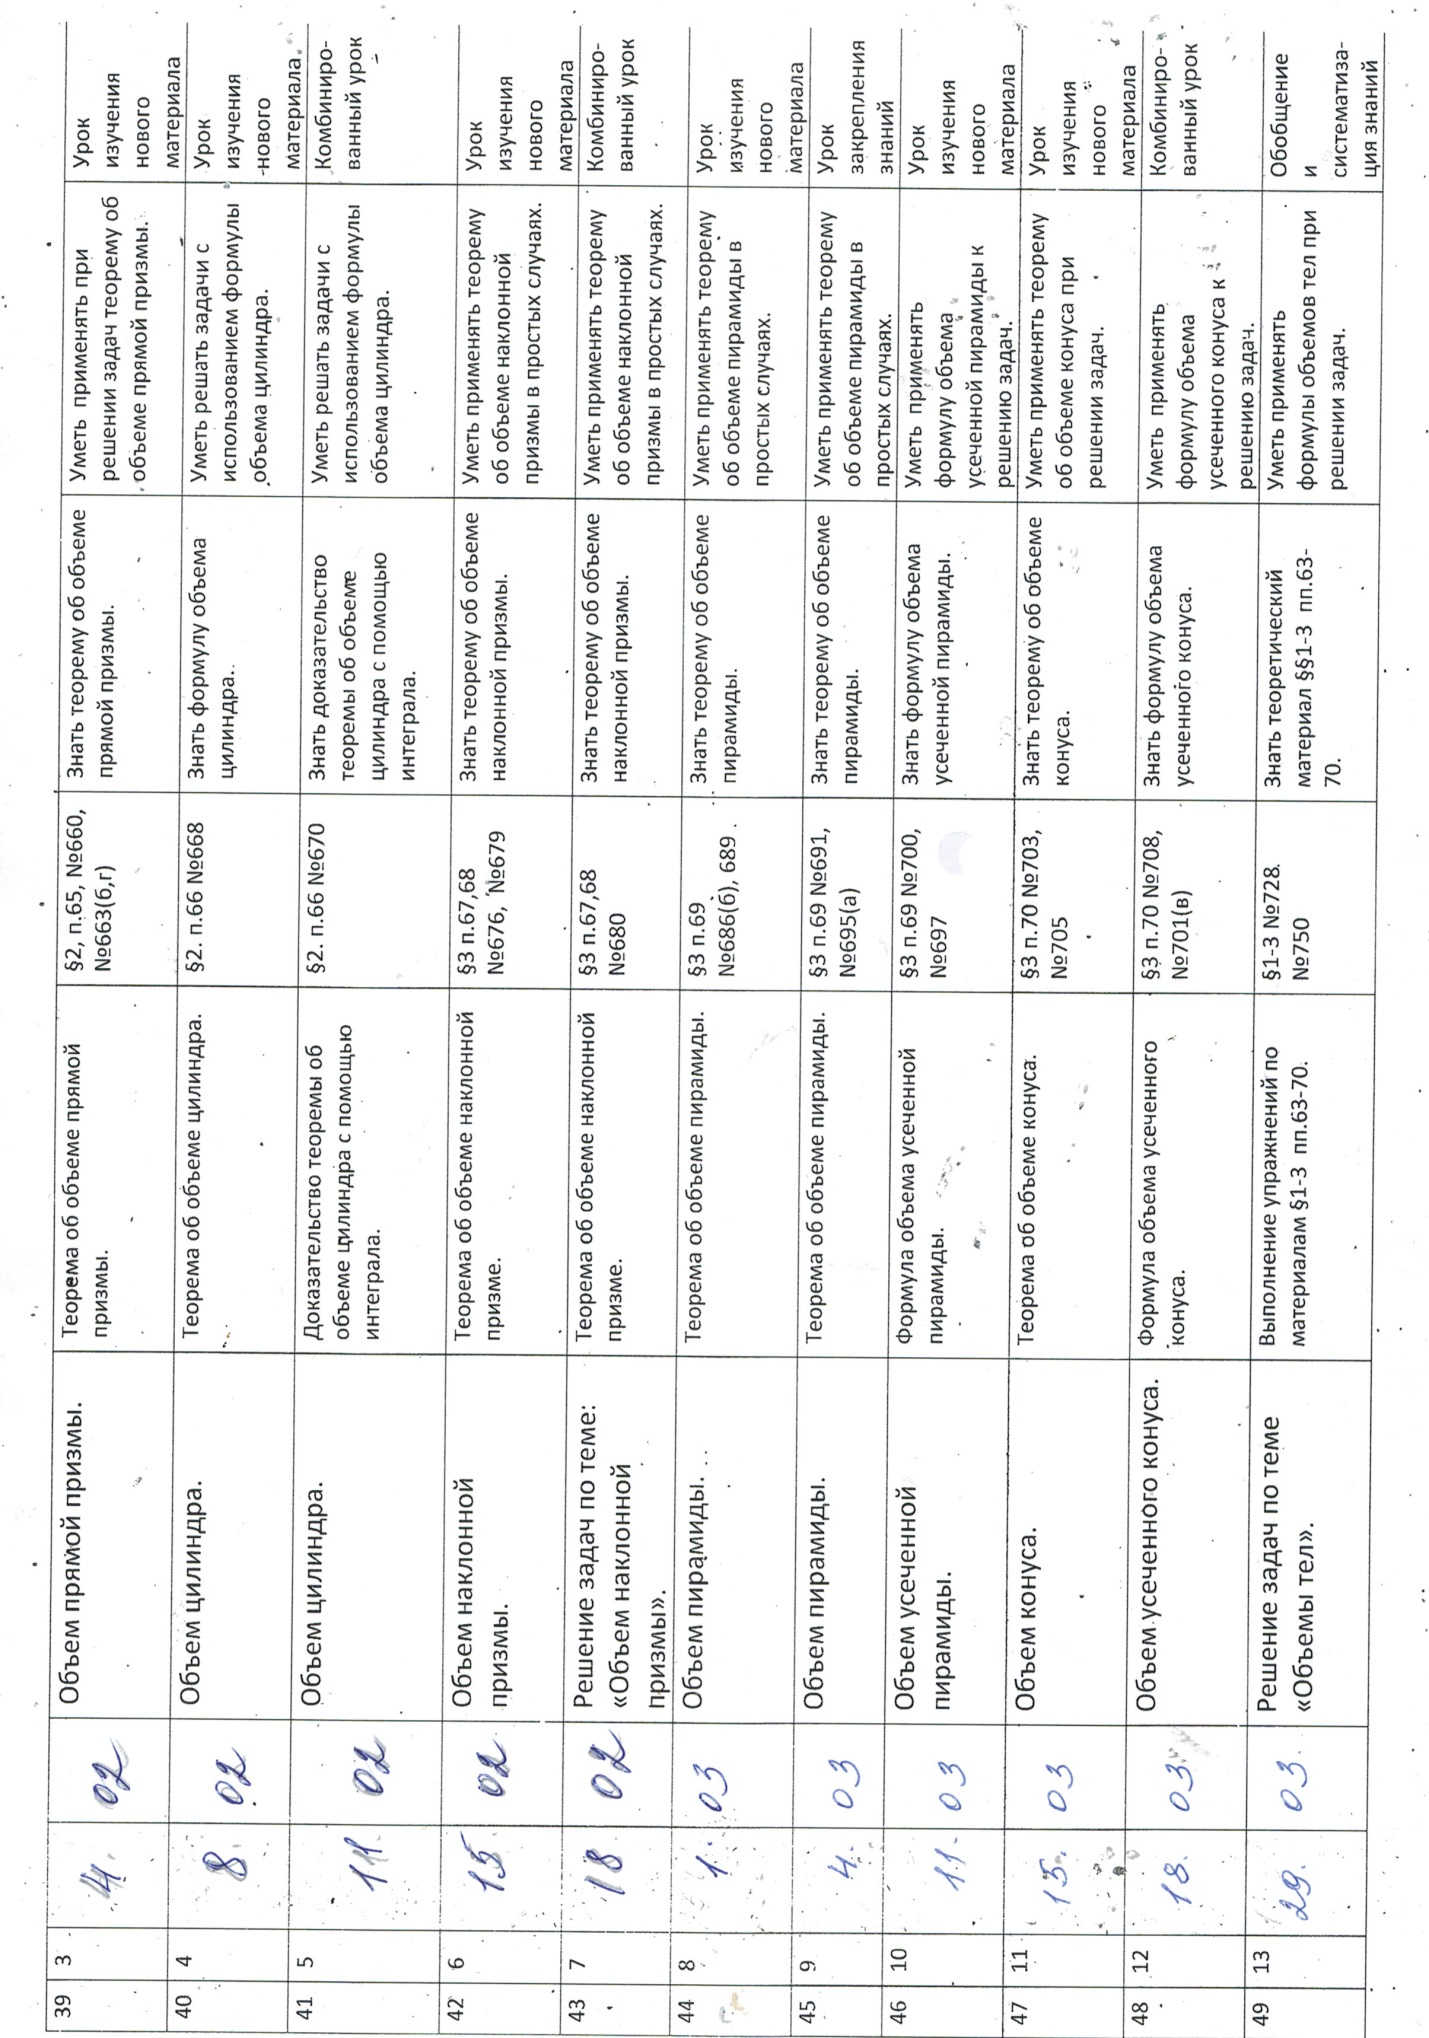 39
3
4.
02
Объем прямой призмы.
Теорема об объеме прямой
призмы.
§2, п.65, №660,
№663(б,г)
Знать теорему об объеме
прямой призмы.
Уметь применять при
решении задач теорему об
объеме прямой призмы.
Урок
изучения
нового
материала
40
4
8.
02
Объем цилиндра.
Теорема об объеме цилиндра.
§2. п.66 №668
Знать формулу объема
цилиндра.
Уметь решать задачи с
использованием формулы
объема цилиндра.
Урок
изучения
нового
материала.
41
5
11.
02
Объем цилиндра.
Доказательство теоремы об
объеме цилиндра с помощью
интеграла.
§2. п.66 №670
Знать доказательство
теоремы об объеме
цилиндра с помощью
интеграла.
Уметь решать задачи с
использованием формулы
объема цилиндра.
Комбиниро-
ванный урок
42
6
15
02
Объем наклонной
призмы.
Теорема об объеме наклонной
призме.
§3 п.67,68
№676, №679
Знать теорему об объеме
наклонной призмы.
Уметь применять теорему
об объеме наклонной
призмы в простых случаях.
Урок
изучения
нового
материала
43
7
18.
02
Решение задач по теме:
«Объем наклонной
призмы».
Теорема об объеме наклонной
призме.
§3 п.67,68
№680
Знать теорему об объеме
наклонной призмы.
Уметь применять теорему
об объеме наклонной
призмы в простых случаях.
Комбиниро-
ванный урок
44
8
1.
03
Объем пирамиды.
Теорема об объеме пирамиды.
§3 п.69
№686(б), 689 .
Знать теорему об объеме
пирамиды.
Уметь применять теорему
об объеме пирамиды в
простых случаях.
Урок
изучения
нового
материала
45
9
4.
03
Объем пирамиды.
Теорема об объеме пирамиды.
§3 п.69 №691,
№695(а)
Знать теорему об объеме
пирамиды.
Уметь применять теорему
об объеме пирамиды в
простых случаях.
Урок
закрепления
знаний
46
10
11.
03
Объем усеченной
пирамиды.
Формула объема усеченной
пирамиды.
§3 п.69 №700,
№697
Знать формулу объема
усеченной пирамиды.
Уметь применять
формулу объема
усеченной пирамиды к
решению задач.
Урок
изучения
нового
материала
47
11
15.
03
Объем конуса.
Теорема об объеме конуса.
§3 п.70 №703,
№705
Знать теорему об объеме
конуса.
Уметь применять теорему
об объеме конуса при
решении задач.
Урок
изучения
нового
материала
48
12
18.
03.
Объем усеченного конуса.
Формула объема усеченного
конуса.
§3 п.70 №708,
№701(в)
Знать формулу объема
усеченного конуса.
Уметь применять
формулу объема
усеченного конуса к
решению задач.
Комбиниро-
ванный урок
49
13
29.
03.
Решение задач по теме
«Объемы тел».
Выполнение упражнений по
материалам §1-3 пп.63-70.
§1-3 №728.
№750
Знать теоретический
материал §§1-3 пп.63-
70.
Уметь применять
формулы объемов тел при
решении задач.
Обобщение
и
систематиза-
ция знаний